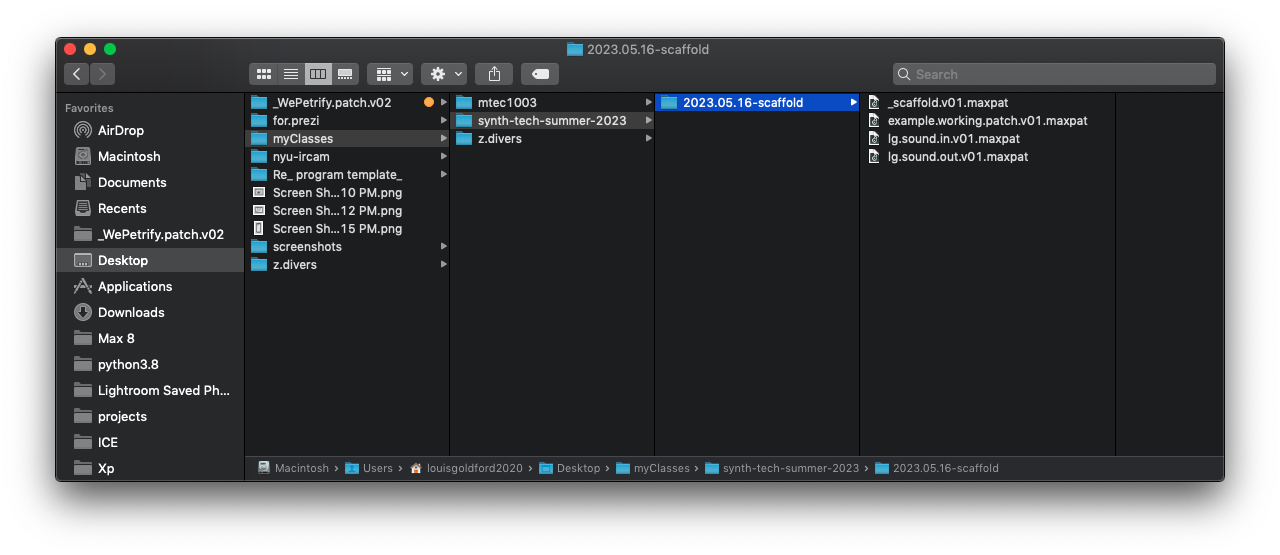 2023.05.16-scaffold
Search
Favorites
AirDrop
Macintosh
Documents
Recents
_WePetrify.patch.v02
Desktop
Applications
Downloads
Max 8
python3.8
Lightroom Saved Ph...
projects
ICE
Xp
_WePetrify.patch.v02
for.prezi
myClasses
nyu-ircam
Re_ program template_
Screen Sh...10 PM.png
Screen Sh...12 PM.png
Screen Sh...15 PM.png
screenshots
z.divers
mtec1003
synth-tech-summer-2023
z.divers
2023.05.16-scaffold
_scaffold.v01.maxpat
example.working.patch.v01.maxpat
lg.sound.in.v01.maxpat
lg.sound.out.v01.maxpat
Macintosh › Users › louisgoldford2020 › Desktop › myClasses › synth-tech-summer-2023 › 2023.05.16-scaffold